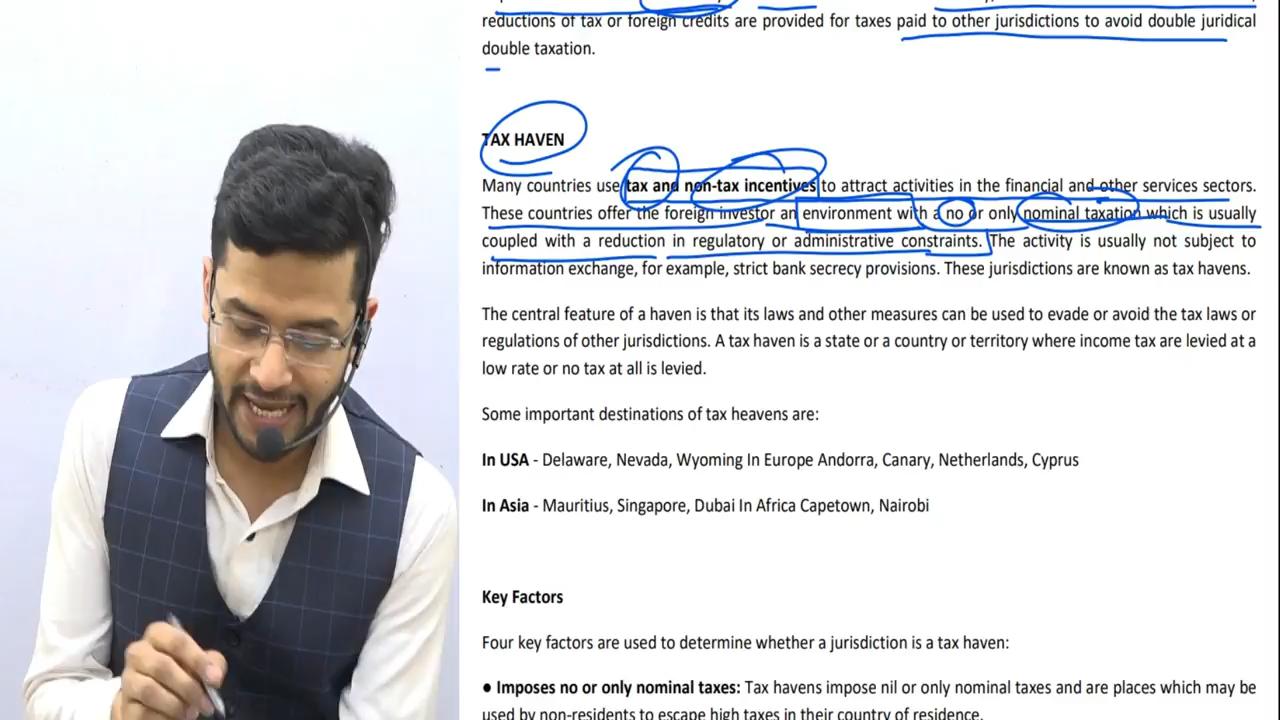 reductions of tax or foreign credits are provided for taxes paid to other jurisdictions to avoid double juridical
double taxation.
TAX HAVEN
Many countries use tax and non-tax incentives to attract activities in the financial and other services sectors.
These countries offer the foreign investor an environment with a no or only nominal taxation which is usually
coupled with a reduction in regulatory or administrative constraints. The activity is usually not subject to
information exchange, for example, strict bank secrecy provisions. These jurisdictions are known as tax havens.
The central feature of a haven is that its laws and other measures can be used to evade or avoid the tax laws or
regulations of other jurisdictions. A tax haven is a state or a country or territory where income tax are levied at a
low rate or no tax at all is levied.
Some important destinations of tax heavens are:
In USA - Delaware, Nevada, Wyoming In Europe Andorra, Canary, Netherlands, Cyprus
In Asia - Mauritius, Singapore, Dubai In Africa Capetown, Nairobi
Key Factors
Four key factors are used to determine whether a jurisdiction is a tax haven:
● Imposes no or only nominal taxes: Tax havens impose nil or only nominal taxes and are places which may be
used by non-residents to escape high taxes in their country of residence.